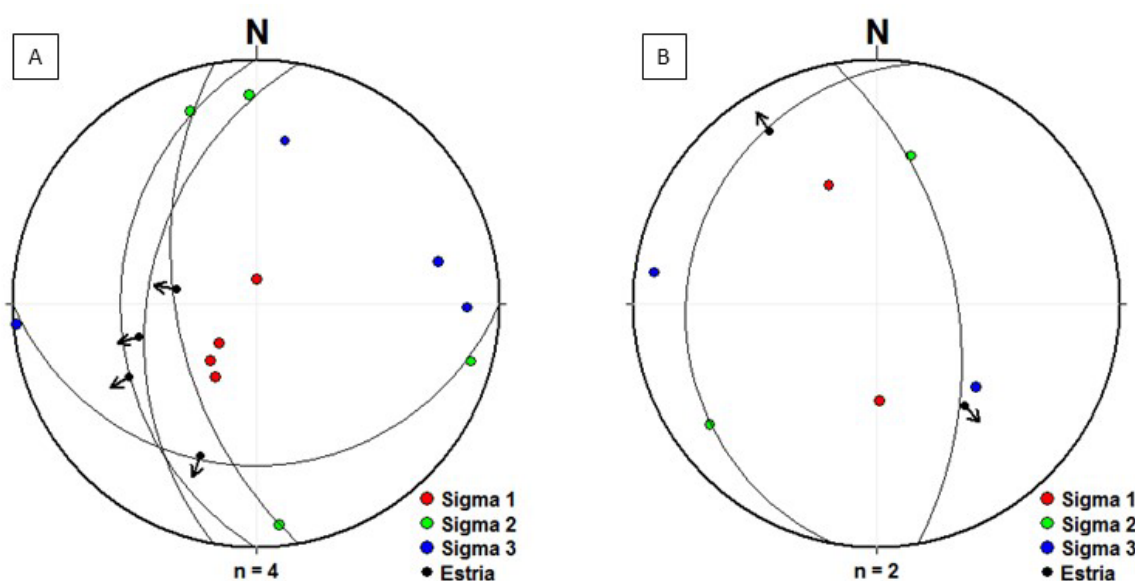 A
N
Sigma 1
Sigma 2
Sigma 3
Estria
n = 4
B
N
Sigma 1
Sigma 2
Sigma 3
Estria
n = 2